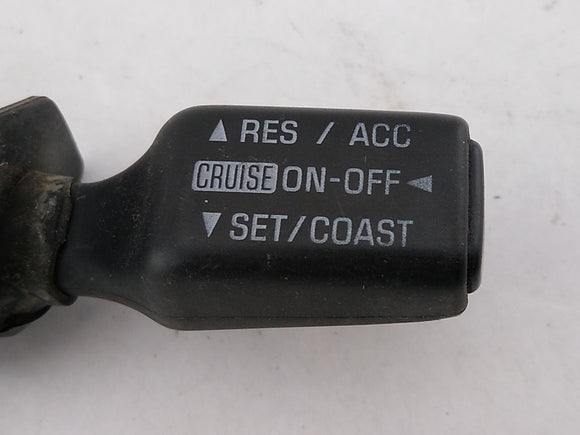 ▲ RES / ACC
CRUISE ON-OFF ◄
▼ SET/COAST